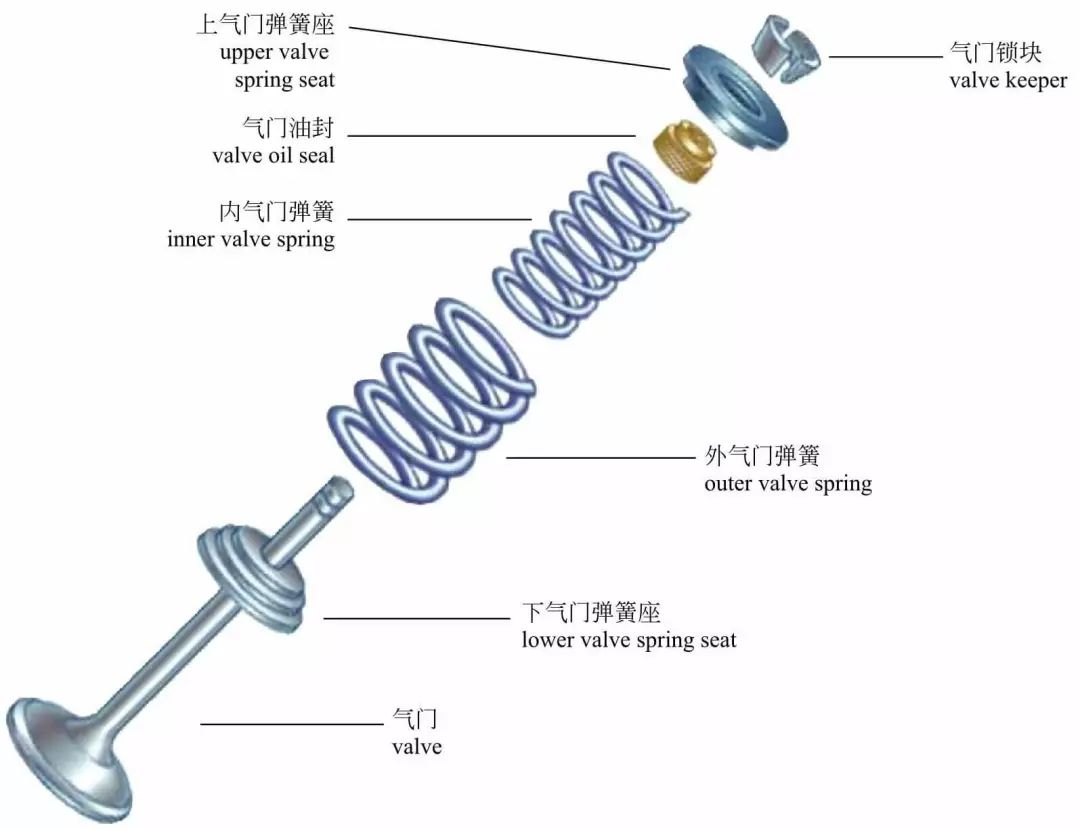 上气门弹簧座
upper valve
spring seat
气门锁块
valve keeper
气门油封
valve oil seal
内气门弹簧
inner valve spring
外气门弹簧
outer valve spring
下气门弹簧座
lower valve spring seat
气门
valve